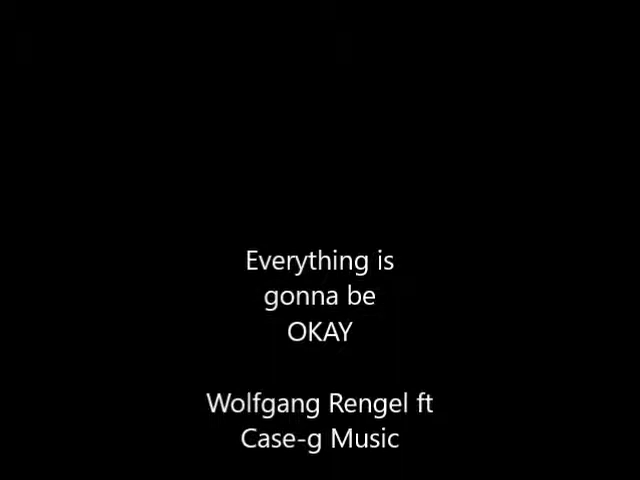 Everything is
gonna be
OKAY
Wolfgang Rengel ft
Case-g Music